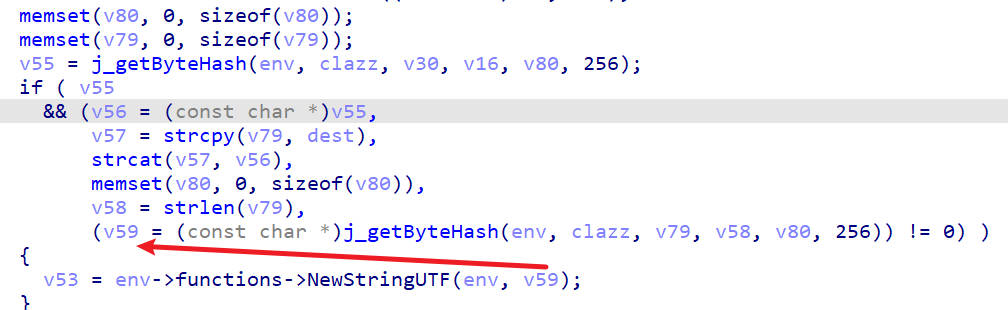 memset(v80, 0, sizeof(v80));
memset(v79, 0, sizeof(v79));
v55 = j_getByteHash(env, clazz, v30, v16, v80, 256);
if ( v55
&& (v56 = (const char *)v55,
v57 = strcpy(v79, dest),
strcat(v57, v56),
memset(v80, 0, sizeof(v80)),
v58 = strlen(v79),
(v59 = (const char *)j_getByteHash(env, clazz, v79, v58, v80, 256)) != 0) )
{
v53 = env->functions->NewStringUTF(env, v59);
}